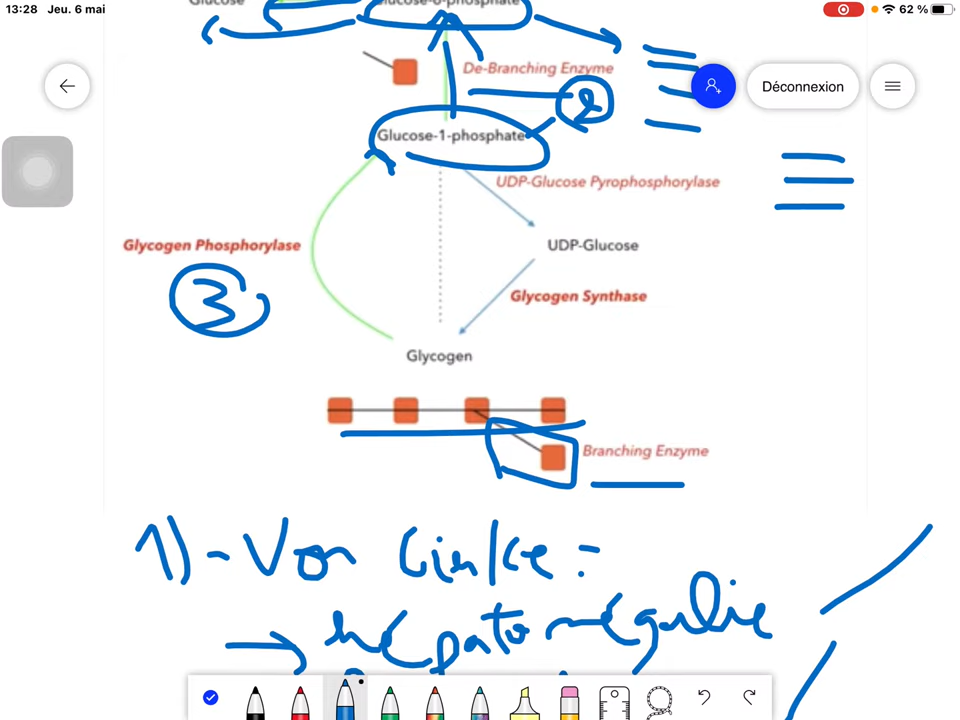 13:28 Jeu. 6 mai
62 %
Glucose
Glucose-6-phosphate
De-Branching Enzyme
2
Déconnexion
Glucose-1-phosphate
UDP-Glucose Pyrophosphorylase
Glycogen Phosphorylase
UDP-Glucose
3
Glycogen Synthase
Glycogen
Branching Enzyme
1) - Von Girke :
→ hépatomégalie